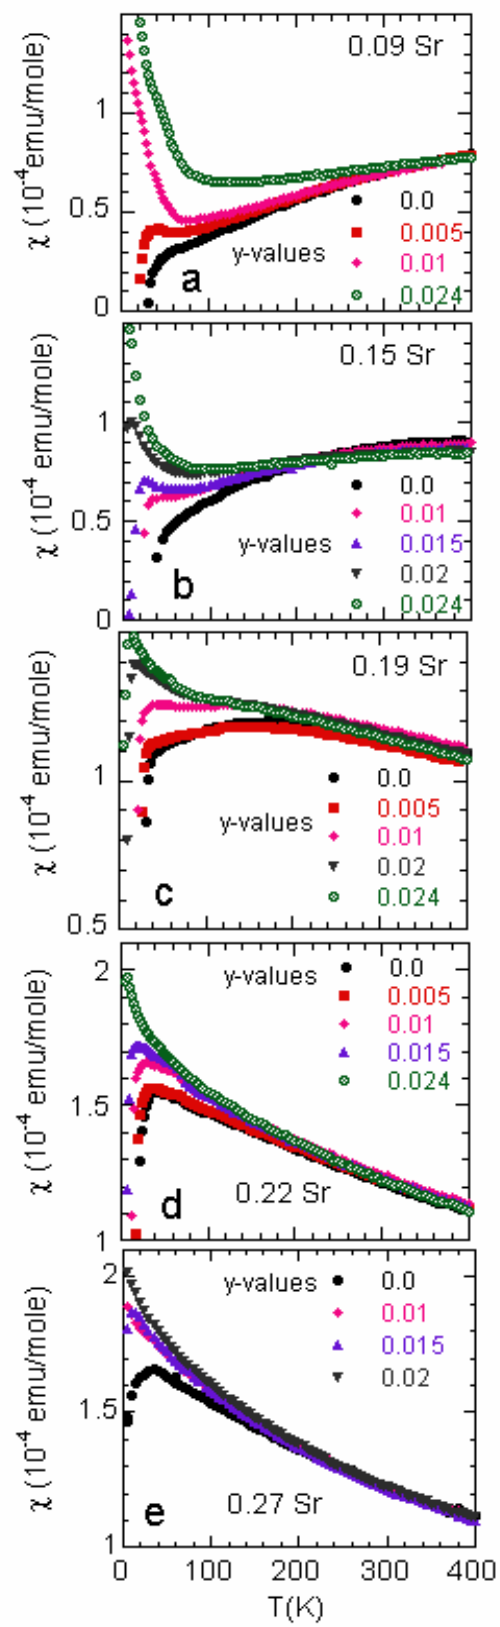 0.09 Sr
χ (10⁻⁴emu/mole)
1
0.5
0
a
y-values
0.0
0.005
0.01
0.024
0.15 Sr
χ (10⁻⁴ emu/mole)
1
0.5
0
b
y-values
0.0
0.01
0.015
0.02
0.024
0.19 Sr
χ (10⁻⁴ emu/mole)
1
0.5
c
y-values
0.0
0.005
0.01
0.02
0.024
χ (10⁻⁴ emu/mole)
2
1.5
1
y-values
0.0
0.005
0.01
0.015
0.024
d
0.22 Sr
χ (10⁻⁴ emu/mole)
2
1.5
1
y-values
0.0
0.01
0.015
0.02
e
0.27 Sr
0 100 200 300 400
T(K)